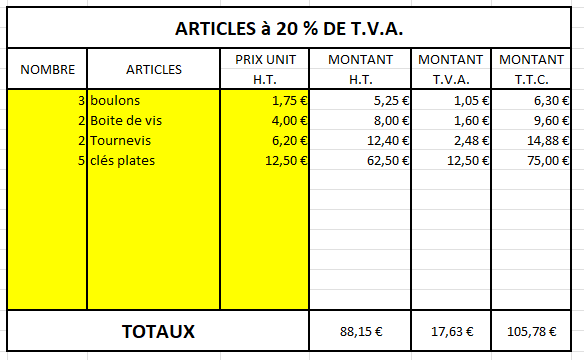 ARTICLES à 20 % DE T.V.A.
NOMBRE ARTICLES PRIX UNIT H.T. MONTANT H.T. MONTANT T.V.A. MONTANT T.T.C.
3 boulons 1,75 € 5,25 € 1,05 € 6,30 €
2 Boite de vis 4,00 € 8,00 € 1,60 € 9,60 €
2 Tournevis 6,20 € 12,40 € 2,48 € 14,88 €
5 clés plates 12,50 € 62,50 € 12,50 € 75,00 €
TOTAUX 88,15 € 17,63 € 105,78 €